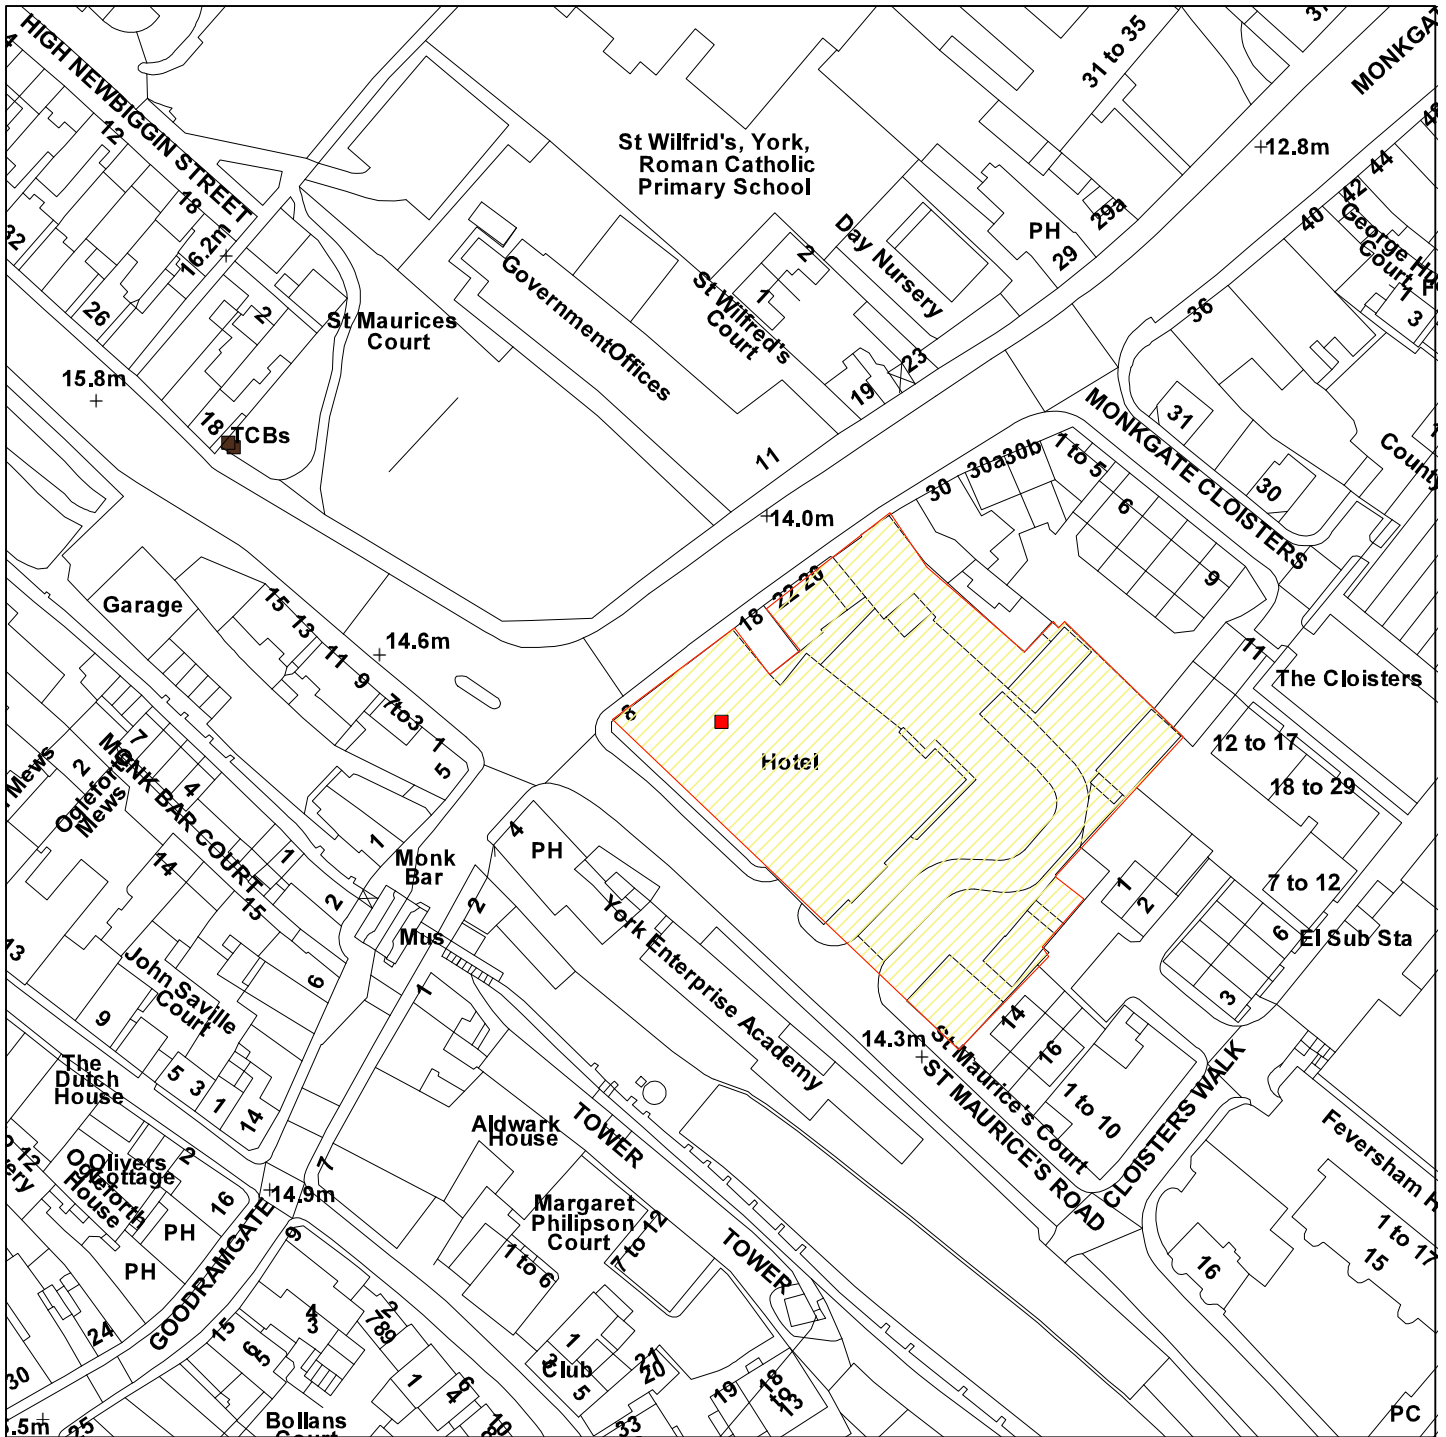 HIGH NEWBIGGIN STREET
12
18
16.2m
32
26
2
St Maurices
Court
15.8m
18
TCBs
St Wilfrid's, York,
Roman Catholic
Primary School
Government Offices
St Wilfred's
Court
1
2
Day Nursery
PH
29
29a
31 to 35
MONKGA
12.8m
40
42
44
48
George Hu
Court
1
3
36
23
19
11
14.0m
MONKGATE CLOISTERS
31
30
County
30
30a
30b
1 to 5
6
9
11
The Cloisters
12 to 17
18 to 29
7 to 12
El Sub Sta
6
3
1
2
18
22
20
8
Hotel
Garage
15
13
11
9
7to3
1
5
14.6m
Mews
2
Ogleforth
Mews
7
4
MONK BAR COURT
14
1
15
2
1
Monk
Bar
Mus
4
PH
2
York Enterprise Academy
13
John Saville
Court
9
6
1
5
3
1
14
The
Dutch
House
12
Ogleforth
House
Olivers
Cottage
2
16
PH
PH
14.9m
7
9
GOODRAMGATE
24
30
.5m
25
15
6
5
4
3
2
789
1
4
6
10
Bollans
Court
Aldwark
House
TOWER
Margaret
Philipson
Court
1 to 6
7 to 12
TOWER
1
3
5
Club
21
20
33
19
18
to
13
14.3m
St Maurice's Court
ST MAURICE'S ROAD
14
16
1 to 10
CLOISTERS WALK
Feversham H
1 to 17
15
16
PC